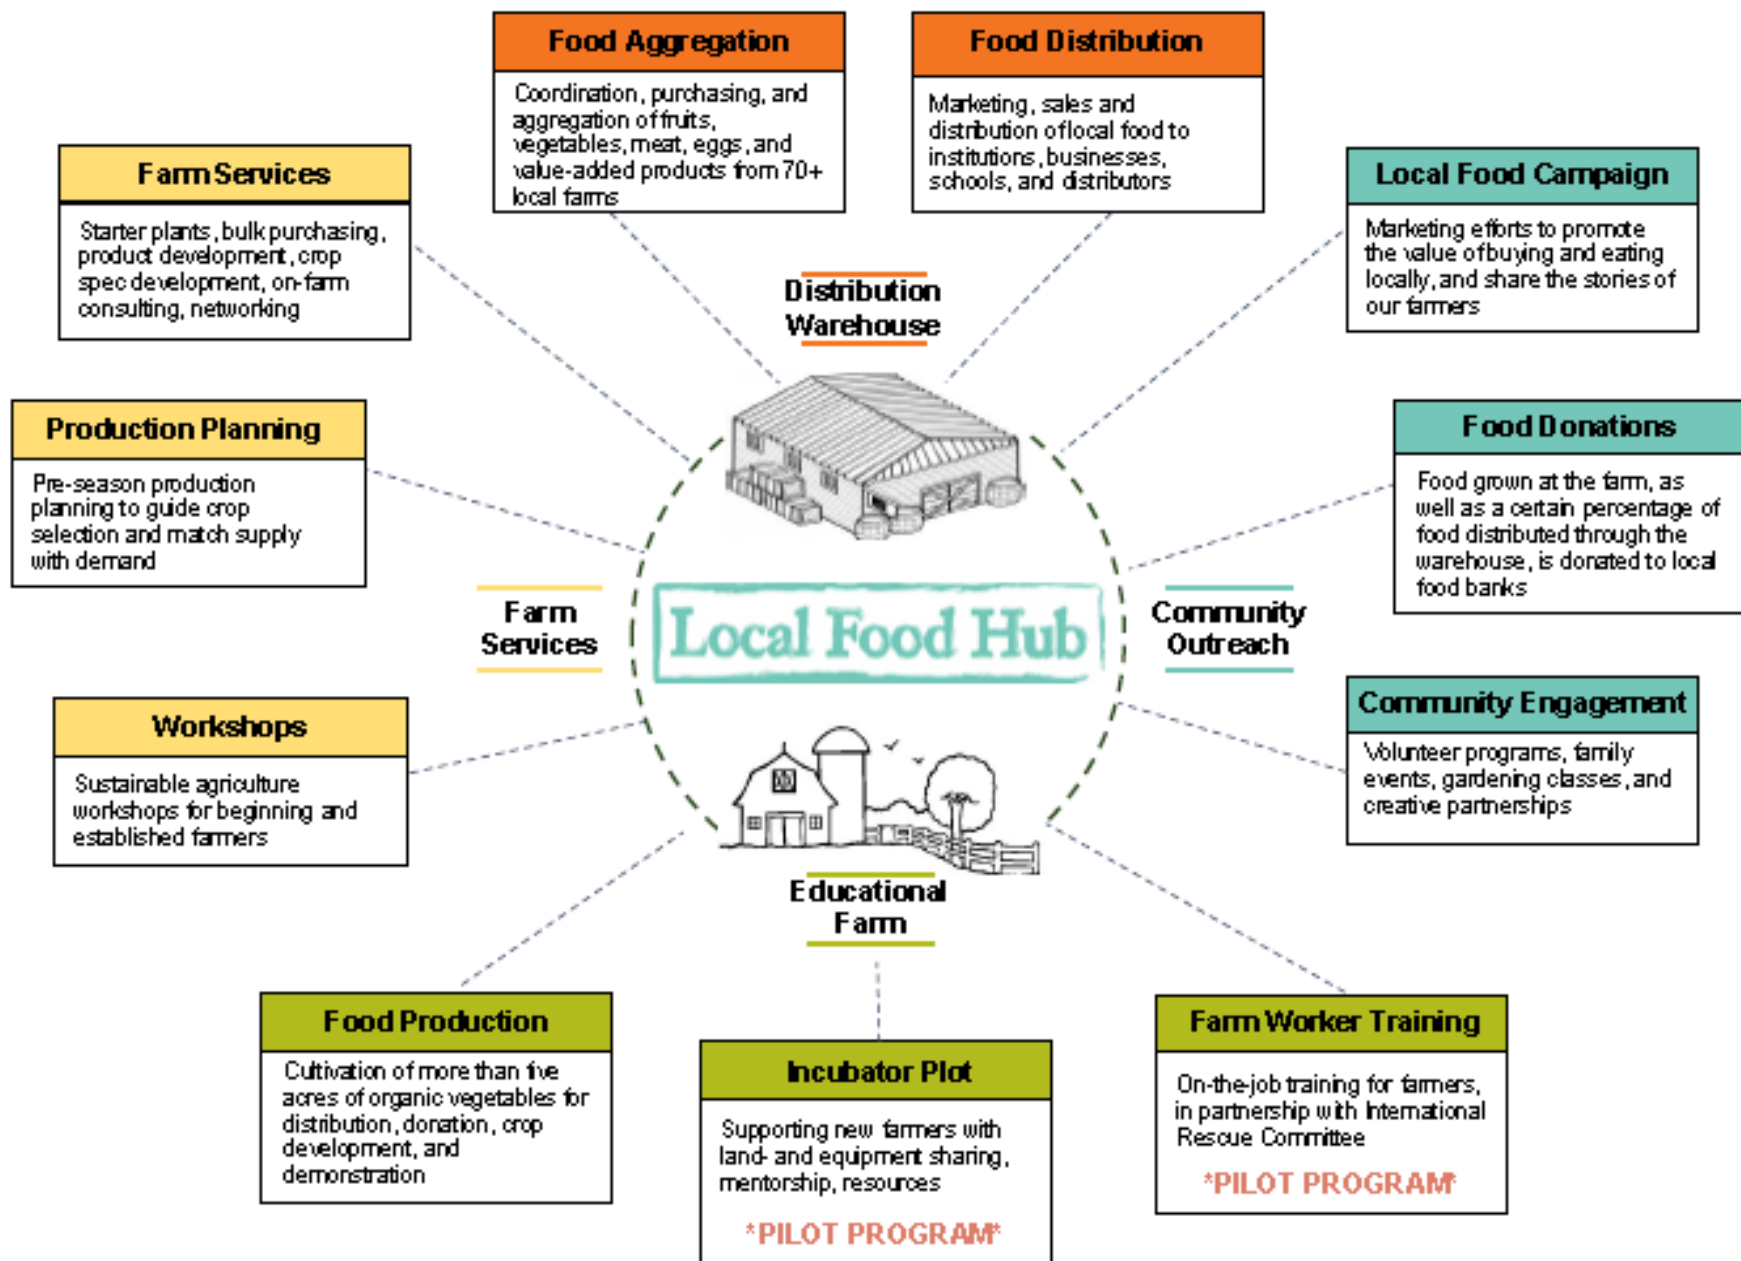 Food Aggregation
Coordination, purchasing, and
aggregation of fruits,
vegetables, meat, eggs, and
value-added products from 70+
local farms
Food Distribution
Marketing, sales and
distribution of local food to
institutions, businesses,
schools, and distributors
Farm Services
Starter plants, bulk purchasing,
product development, crop
spec development, on-farm
consulting, networking
Local Food Campaign
Marketing efforts to promote
the value of buying and eating
locally, and share the stories of
our farmers
Distribution
Warehouse
Production Planning
Pre-season production
planning to guide crop
selection and match supply
with demand
Food Donations
Food grown at the farm, as
well as a certain percentage of
food distributed through the
warehouse, is donated to local
food banks
Farm
Services
Local Food Hub
Community
Outreach
Workshops
Sustainable agriculture
workshops for beginning and
established farmers
Community Engagement
Volunteer programs, family
events, gardening classes, and
creative partnerships
Educational
Farm
Food Production
Cultivation of more than five
acres of organic vegetables for
distribution, donation, crop
development, and
demonstration
Incubator Plot
Supporting new farmers with
land- and equipment sharing,
mentorship, resources
*PILOT PROGRAM*
Farm Worker Training
On-the-job training for farmers,
in partnership with International
Rescue Committee
*PILOT PROGRAM*